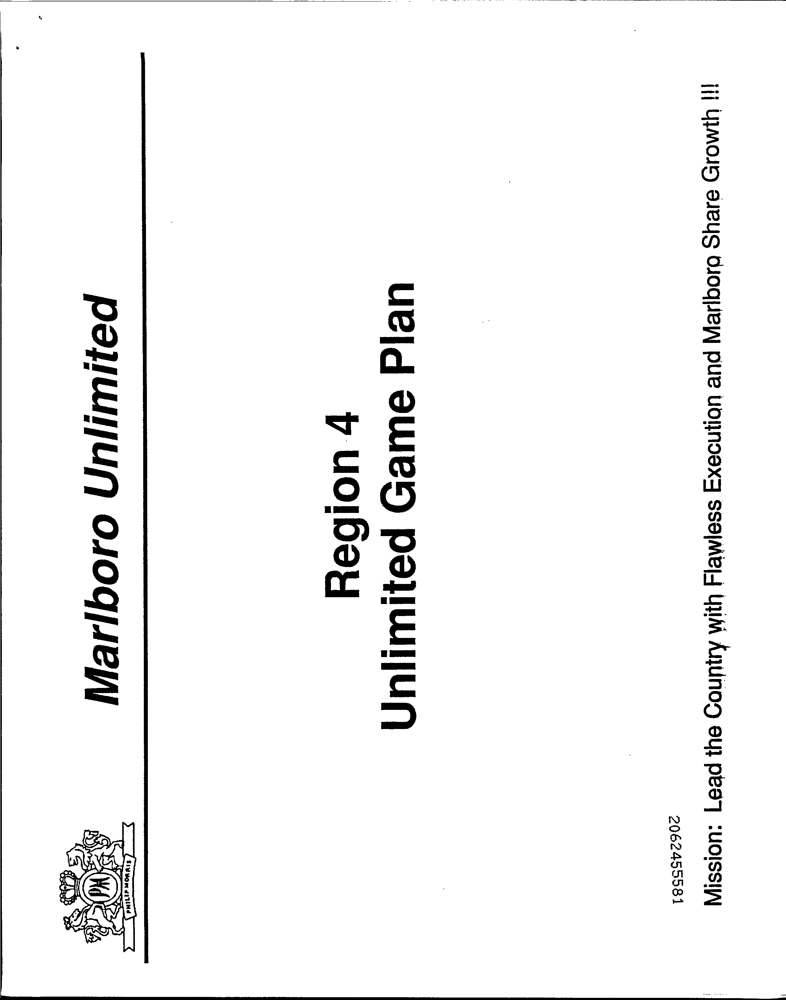 Marlboro Unlimited
PM
PHILIP MORRIS
Region 4
Unlimited Game Plan
2062455581
Mission: Lead the Country with Flawless Execution and Marlboro Share Growth !!!